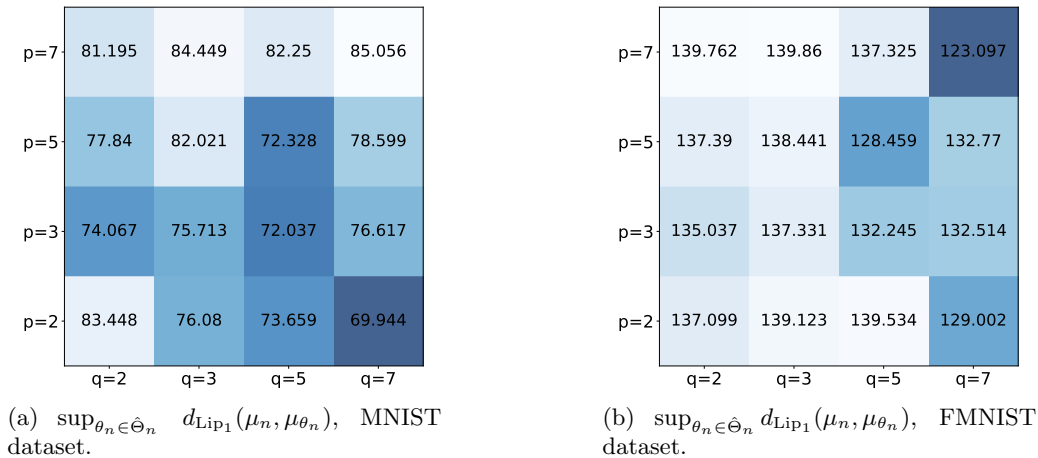 p=7 81.195 84.449 82.25 85.056
p=5 77.84 82.021 72.328 78.599
p=3 74.067 75.713 72.037 76.617
p=2 83.448 76.08 73.659 69.944
q=2 q=3 q=5 q=7
(a) sup_{θ_n∈Θ̂_n} d_{Lip_1}(μ_n, μ_{θ_n}), MNIST
dataset.
p=7 139.762 139.86 137.325 123.097
p=5 137.39 138.441 128.459 132.77
p=3 135.037 137.331 132.245 132.514
p=2 137.099 139.123 139.534 129.002
q=2 q=3 q=5 q=7
(b) sup_{θ_n∈Θ̂_n} d_{Lip_1}(μ_n, μ_{θ_n}), FMNIST
dataset.